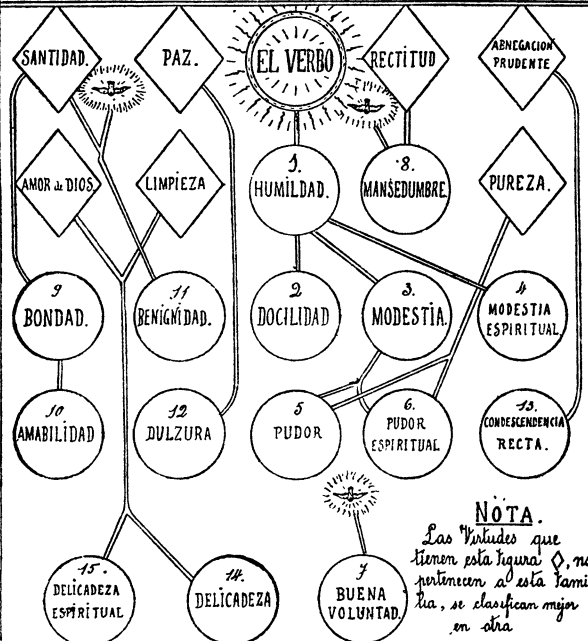 SANTIDAD.
PAZ.
EL VERBO
RECTITUD
ABNEGACION
PRUDENTE
AMOR de DIOS
LIMPIEZA
1.
HUMILDAD.
8.
MANSEDUMBRE.
PUREZA.
9
BONDAD.
11
BENIGNIDAD.
2
DOCILIDAD
3.
MODESTIA.
4
MODESTIA
ESPIRITUAL.
10
AMABILIDAD
12
DULZURA
5
PUDOR
6.
PUDOR
ESPIRITUAL
13.
CONDESCENDENCIA
RECTA.
15.
DELICADEZA
ESPIRITUAL
14.
DELICADEZA
7
BUENA
VOLUNTAD.
NOTA.
Las Virtudes que
tienen esta figura ◊, no
pertenecen a esta Fami
lia, se clasifican mejor
en otra